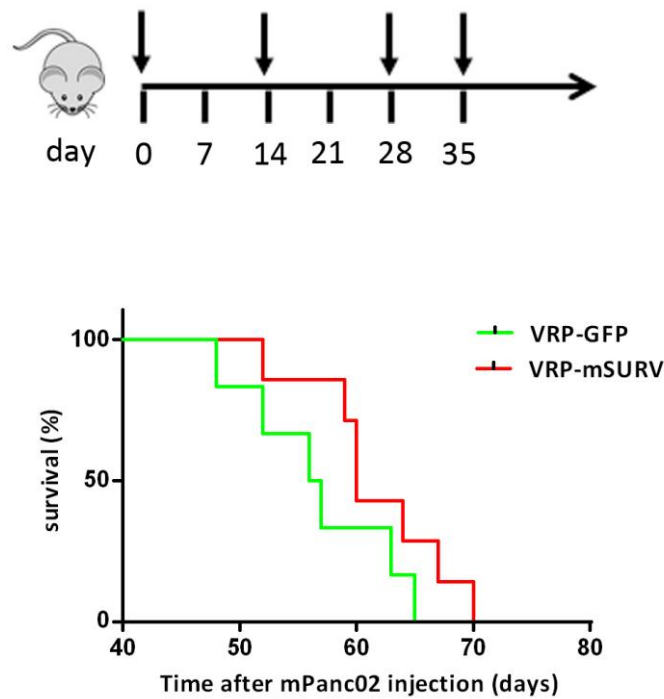 day 0 7 14 21 28 35
100
50
0
survival (%)
VRP-GFP
VRP-mSURV
40 50 60 70 80
Time after mPanc02 injection (days)